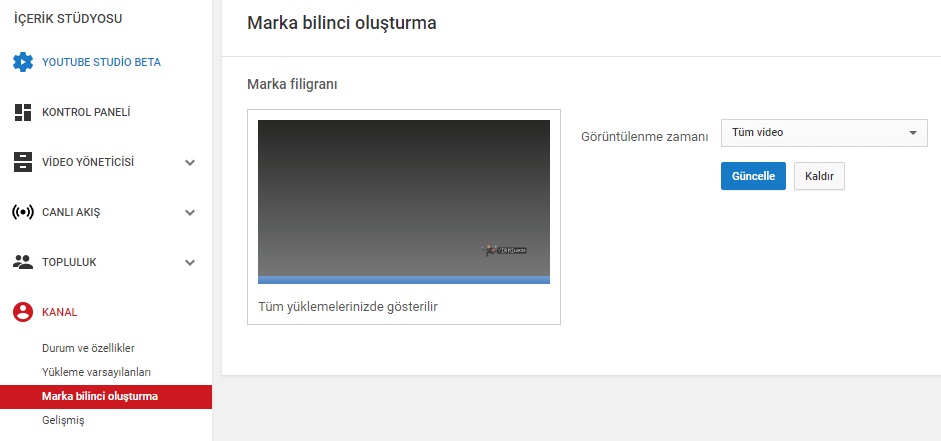 İÇERİK STÜDYOSU
YOUTUBE STUDİO BETA
KONTROL PANELİ
VİDEO YÖNETİCİSİ
CANLI AKIŞ
TOPLULUK
KANAL
Durum ve özellikler
Yükleme varsayılanları
Marka bilinci oluşturma
Gelişmiş
Marka bilinci oluşturma
Marka filigranı
Tüm yüklemelerinizde gösterilir
Görüntülenme zamanı
Tüm video
Güncelle
Kaldır